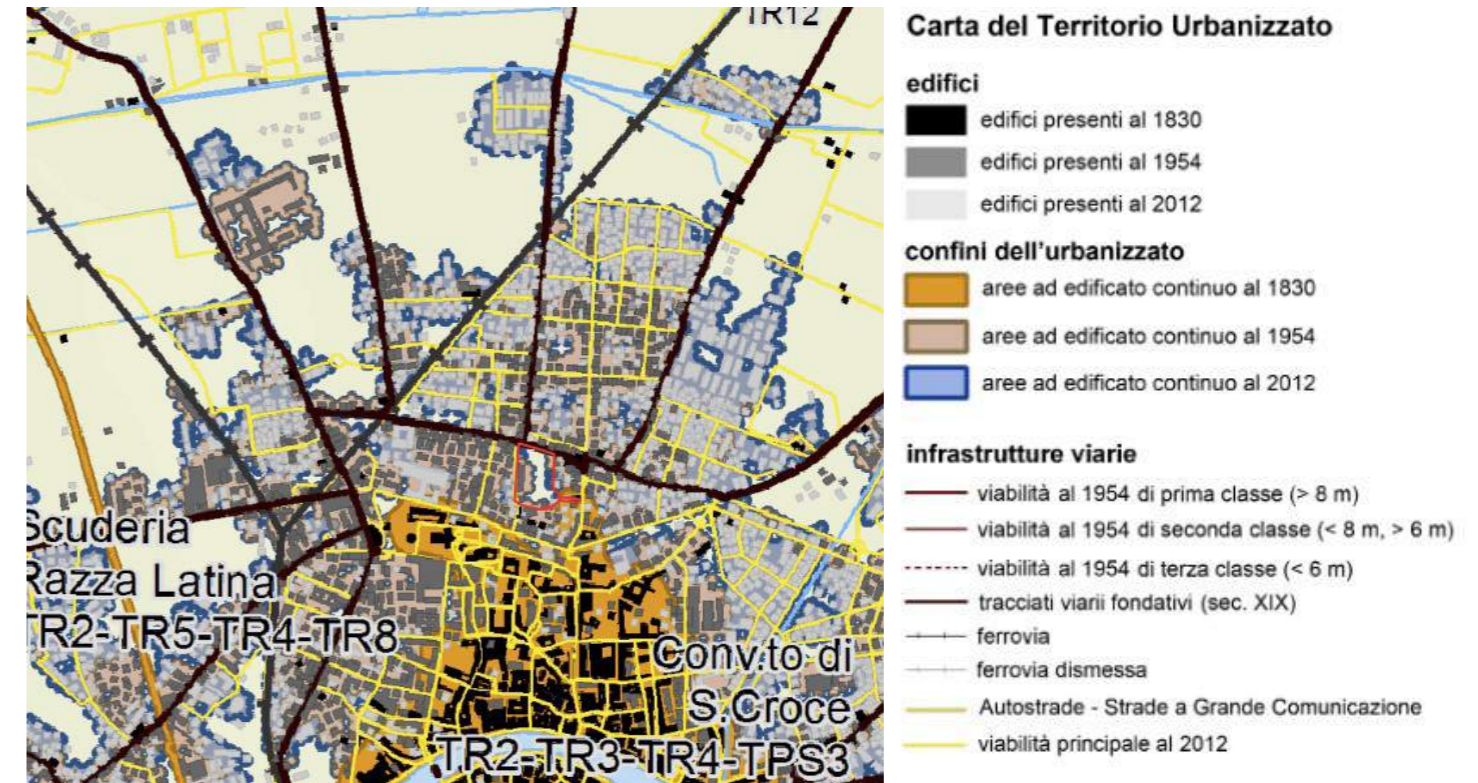 TR12
Scuderia
Razza Latina
TR2-TR5-TR4-TR8
Conv.to di
S.Croce
TR2-TR3-TR4-TPS3
Carta del Territorio Urbanizzato
edifici
edifici presenti al 1830
edifici presenti al 1954
edifici presenti al 2012
confini dell'urbanizzato
aree ad edificato continuo al 1830
aree ad edificato continuo al 1954
aree ad edificato continuo al 2012
infrastrutture viarie
viabilità al 1954 di prima classe (> 8 m)
viabilità al 1954 di seconda classe (< 8 m, > 6 m)
viabilità al 1954 di terza classe (< 6 m)
tracciati viarii fondativi (sec. XIX)
ferrovia
ferrovia dismessa
Autostrade - Strade a Grande Comunicazione
viabilità principale al 2012